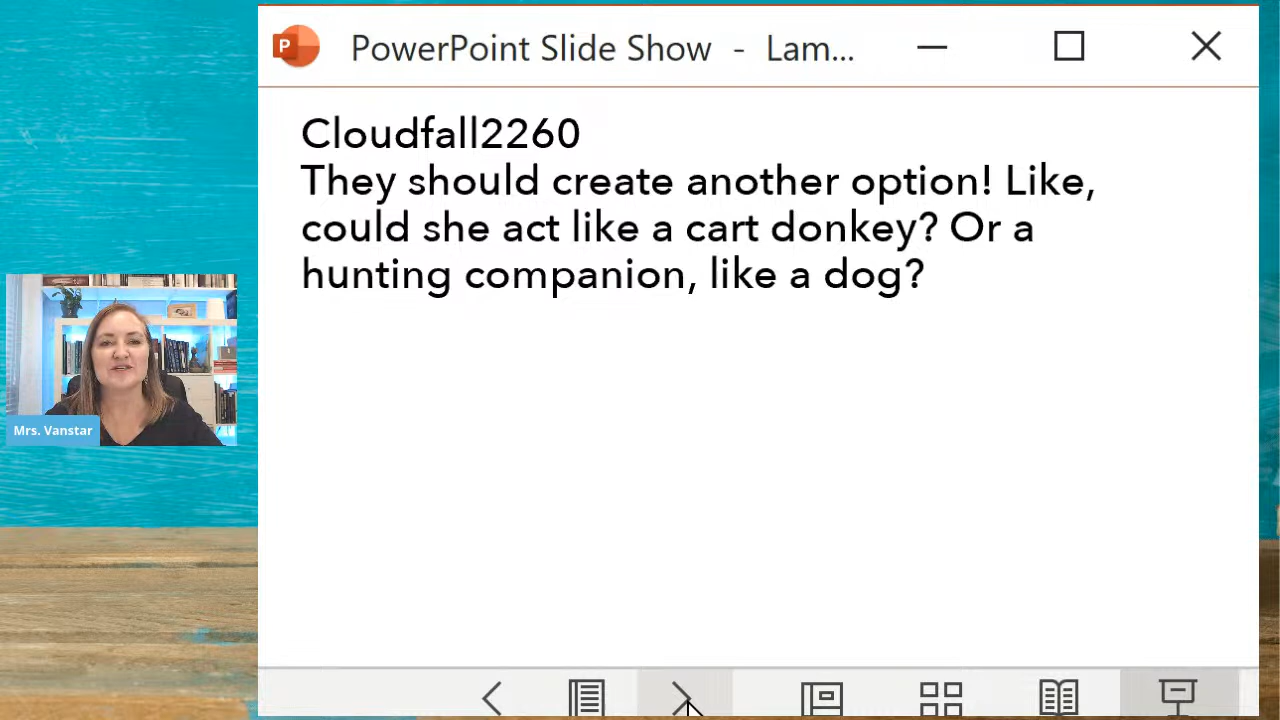 PowerPoint Slide Show - Lam...
Cloudfall2260
They should create another option! Like,
could she act like a cart donkey? Or a
hunting companion, like a dog?
Mrs. Vanstar